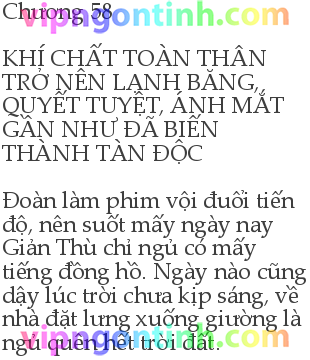 Chương 58
vipngontinh.com
KHÍ CHẤT TOÀN THÂN
TRỞ NÊN LẠNH BĂNG,
QUYẾT TUYỆT, ÁNH MẮT
GẦN NHƯ ĐÃ BIẾN
THÀNH TÀN ĐỘC
Đoàn làm phim vội đuổi tiến
độ, nên suốt mấy ngày nay
vipngontinh.com
Giản Thù chỉ ngủ có mấy
tiếng đồng hồ. Ngày nào cũng
dậy lúc trời chưa kịp sáng, về
nhà đặt lưng xuống giường là
vipngontinh.com
ngủ quên hết trời đất.